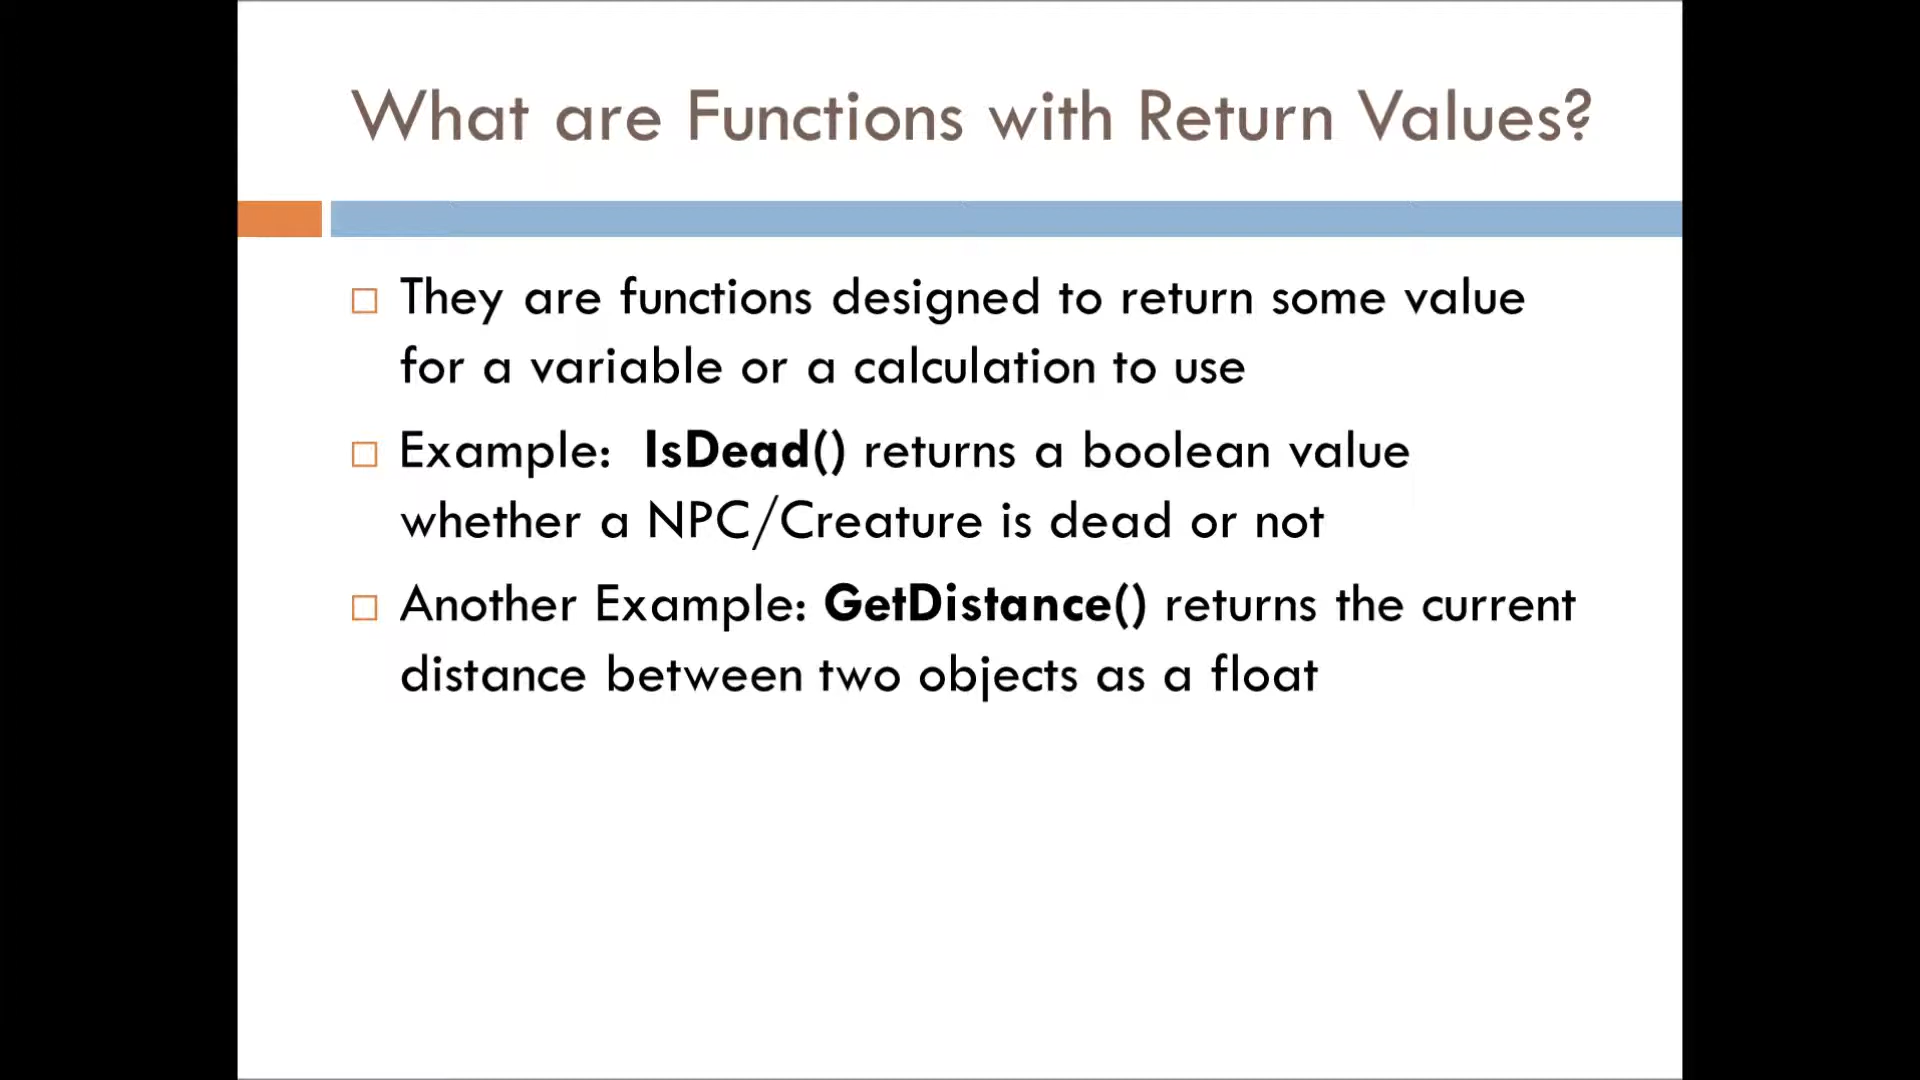 What are Functions with Return Values?
They are functions designed to return some value
for a variable or a calculation to use
Example:  IsDead() returns a boolean value
whether a NPC/Creature is dead or not
Another Example: GetDistance() returns the current
distance between two objects as a float